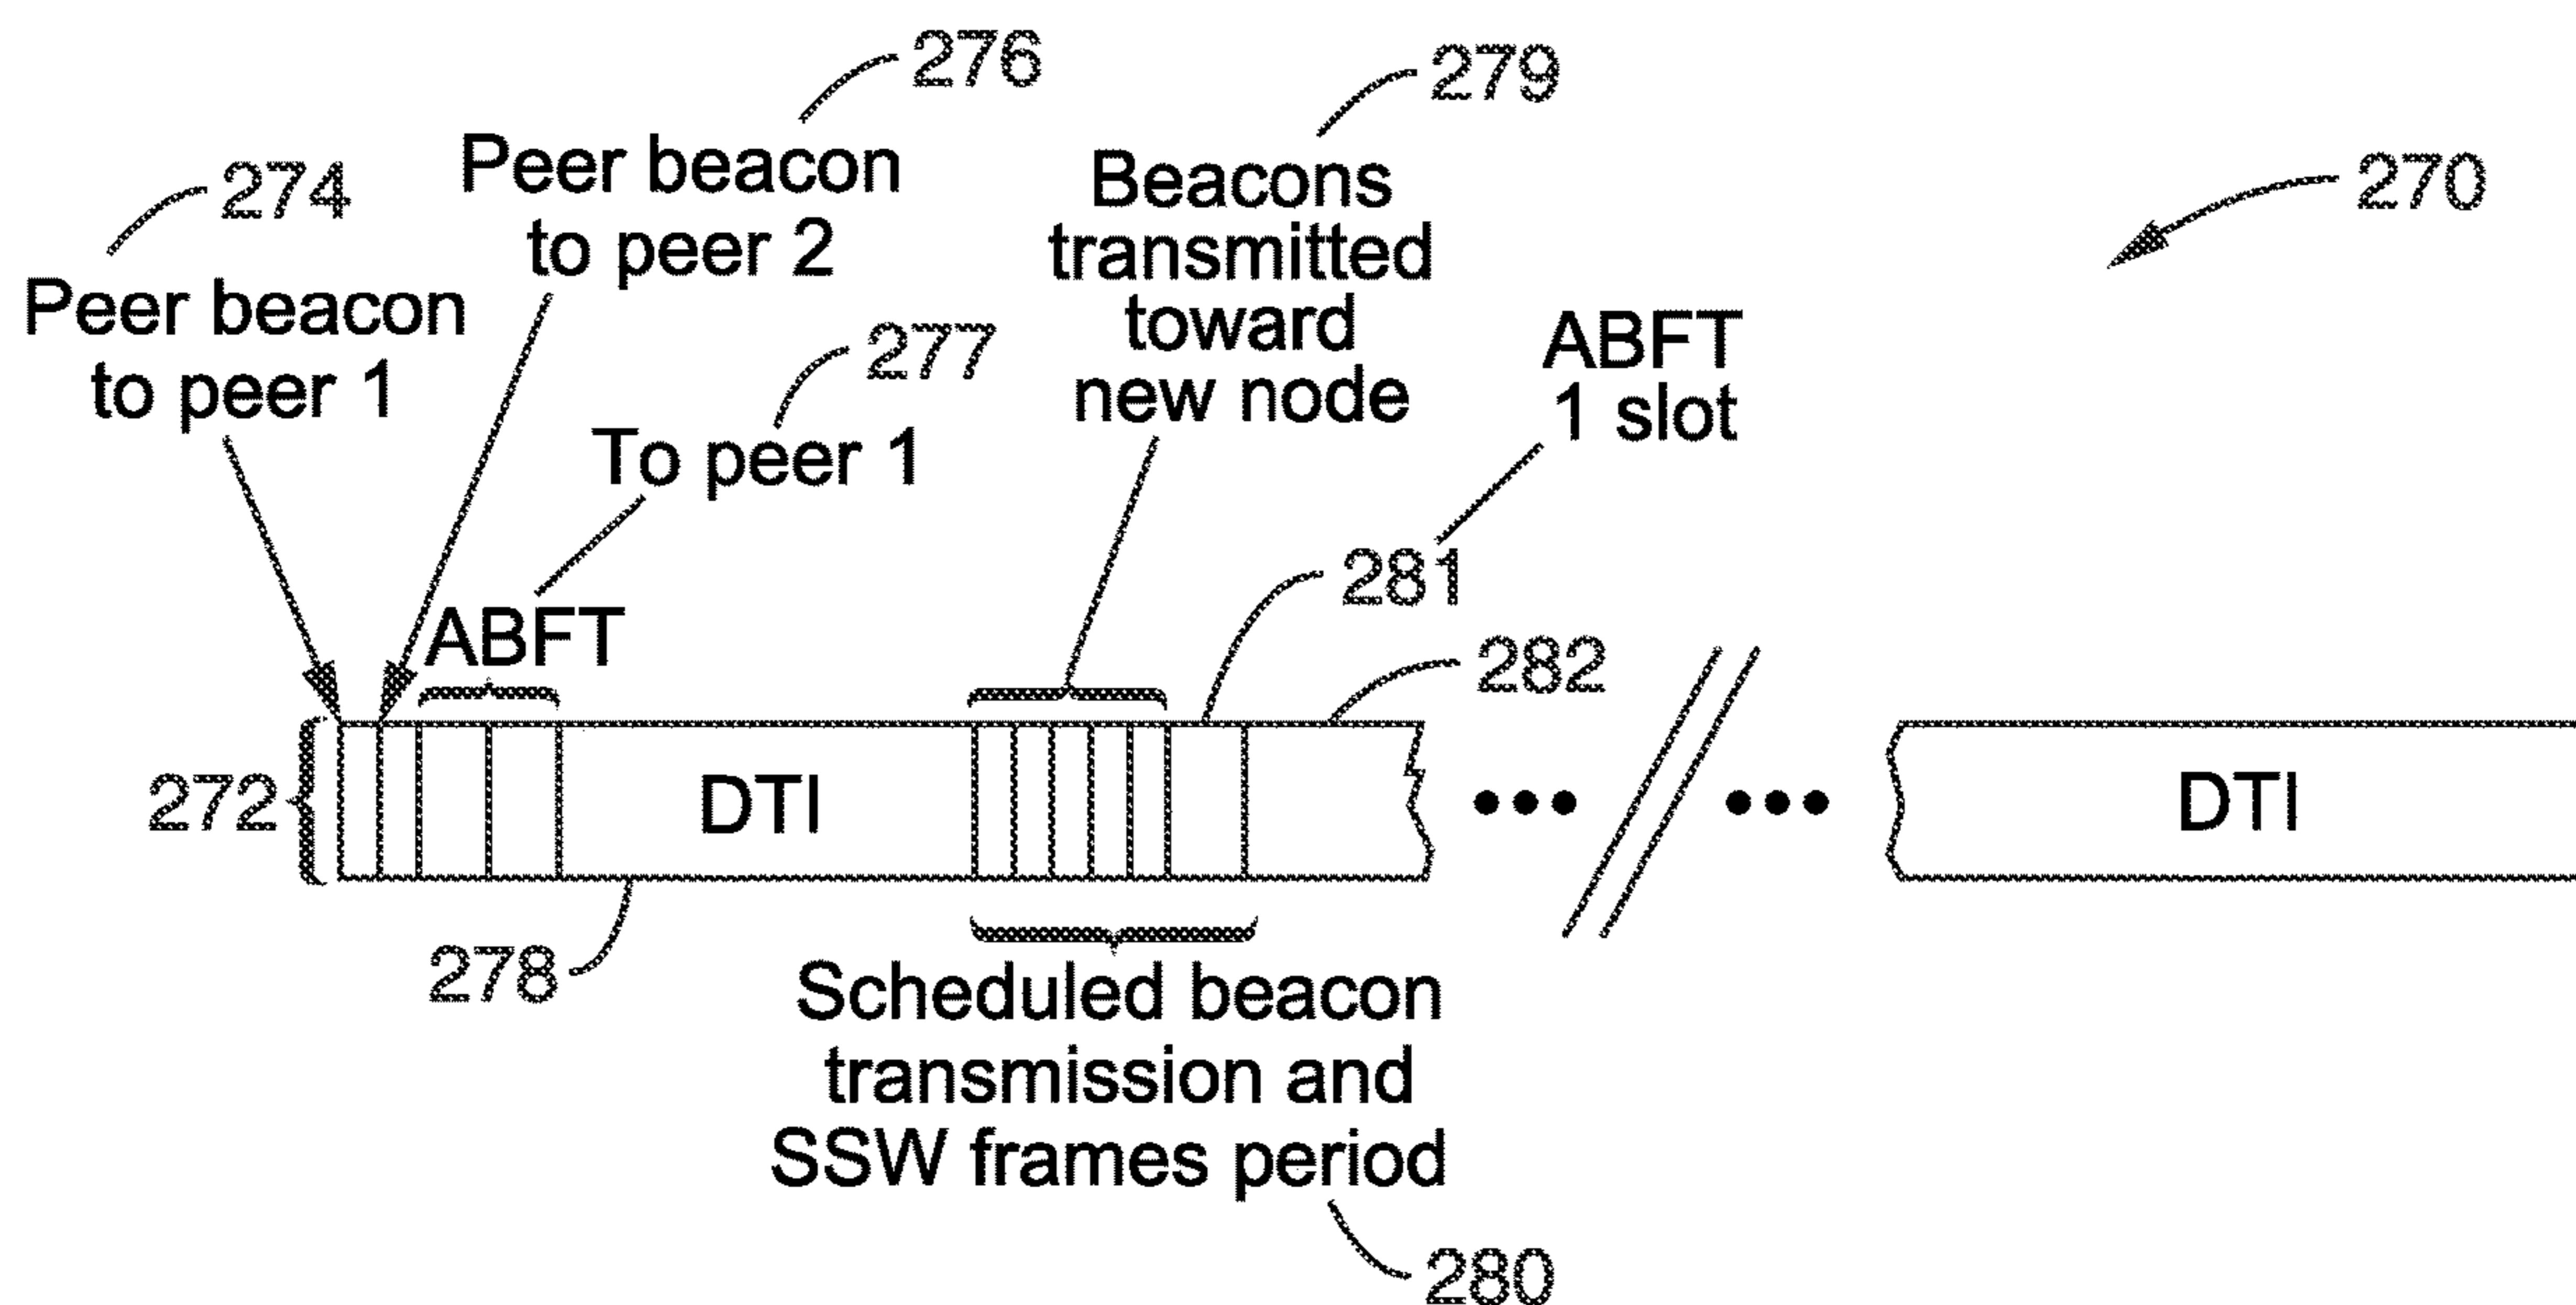 276
279
Peer beacon
to peer 2
274
Beacons
transmitted
toward
new node
270
Peer beacon
to peer 1
277
To peer 1
ABFT
1 slot
281
ABFT
282
272
DTI
DTI
278
Scheduled beacon
transmission and
SSW frames period
280